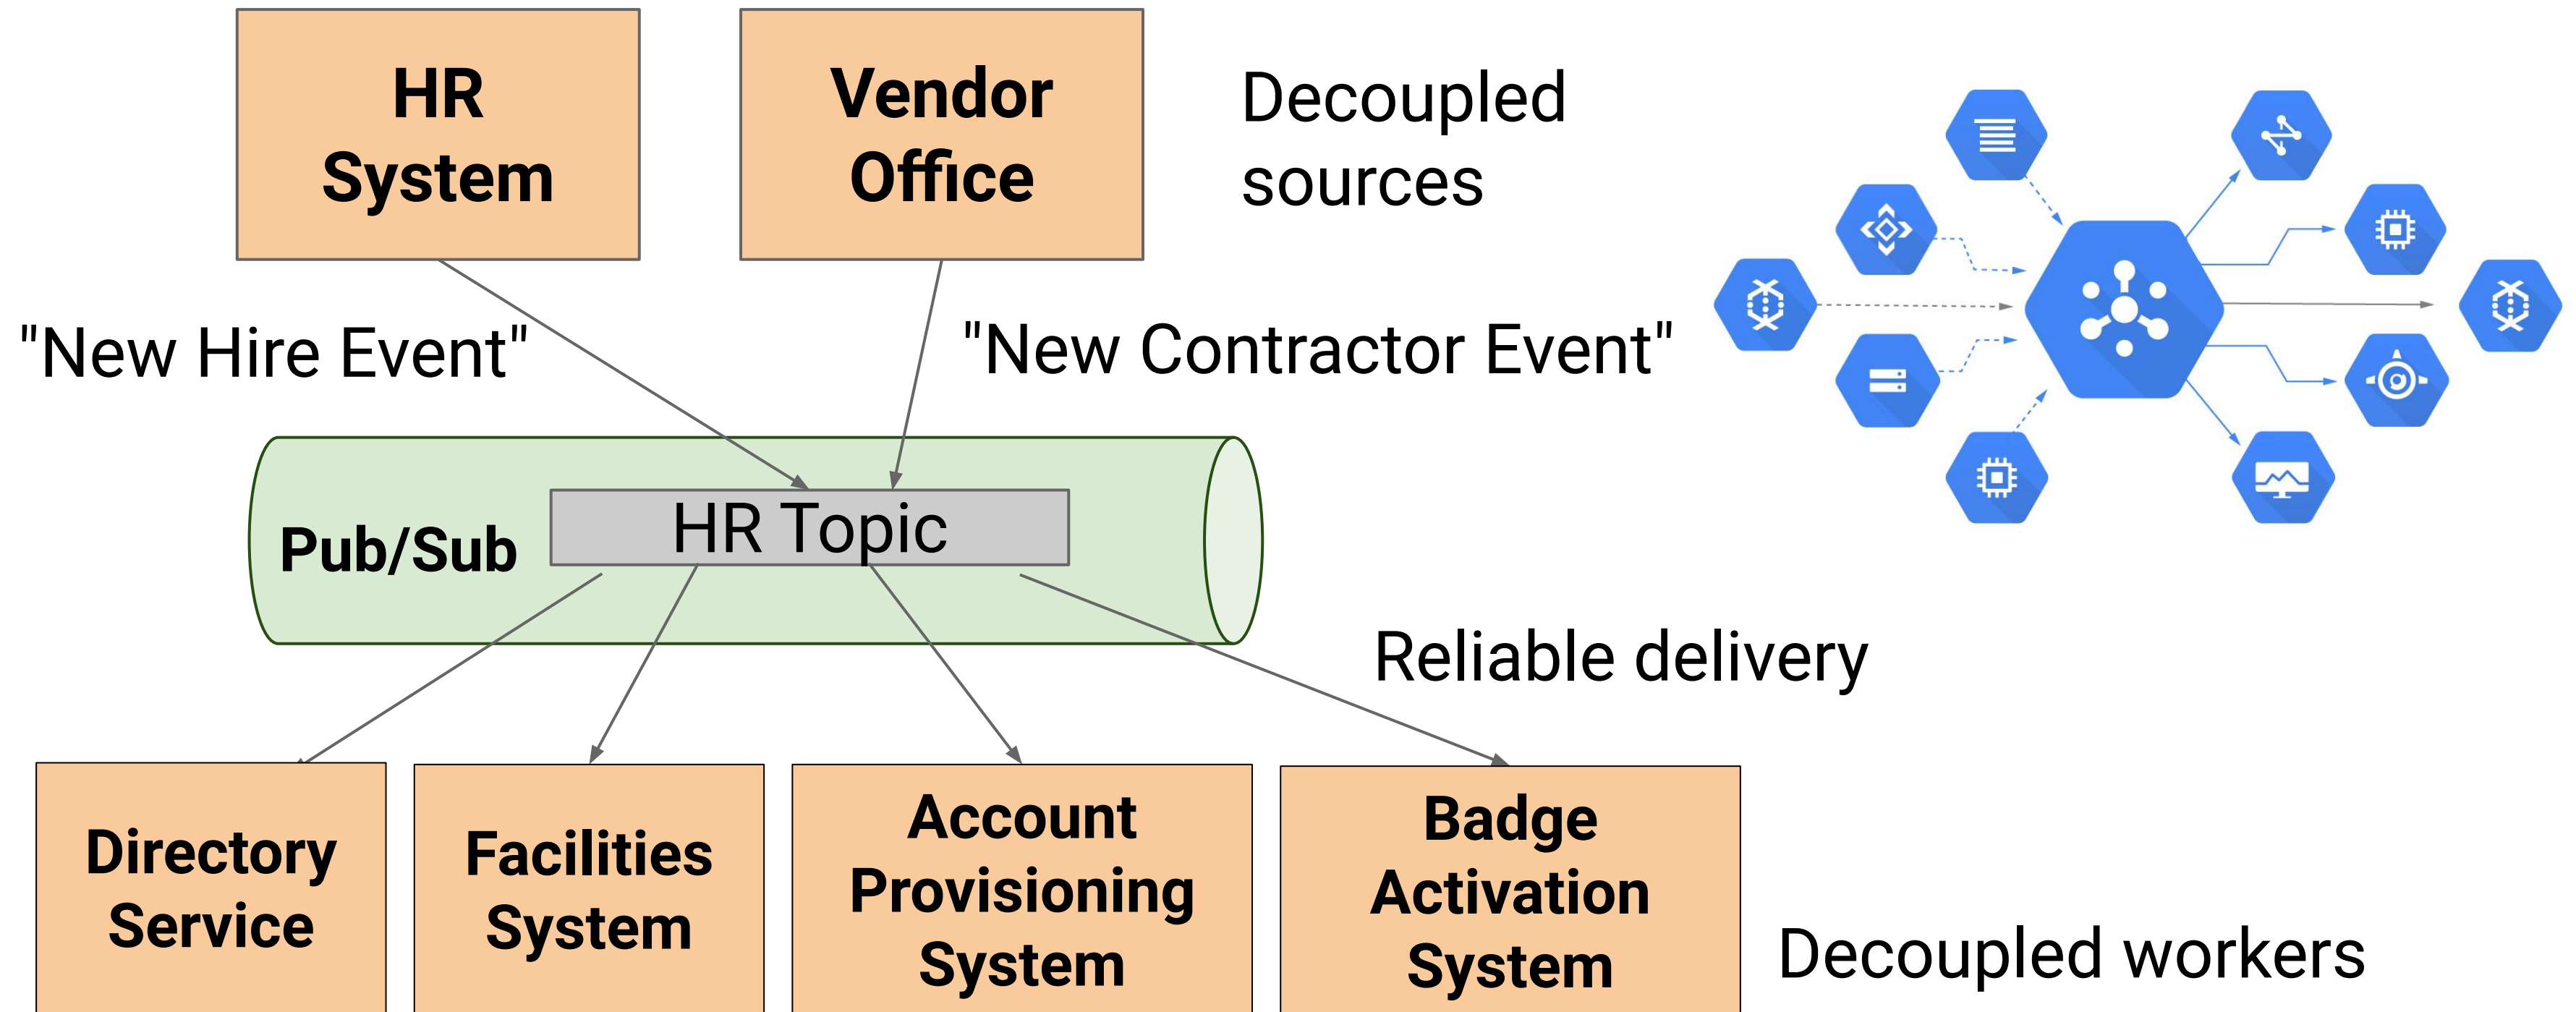 HR
System
Vendor
Office
Decoupled
sources
"New Hire Event"
"New Contractor Event"
Pub/Sub
HR Topic
Reliable delivery
Directory
Service
Facilities
System
Account
Provisioning
System
Badge
Activation
System
Decoupled workers